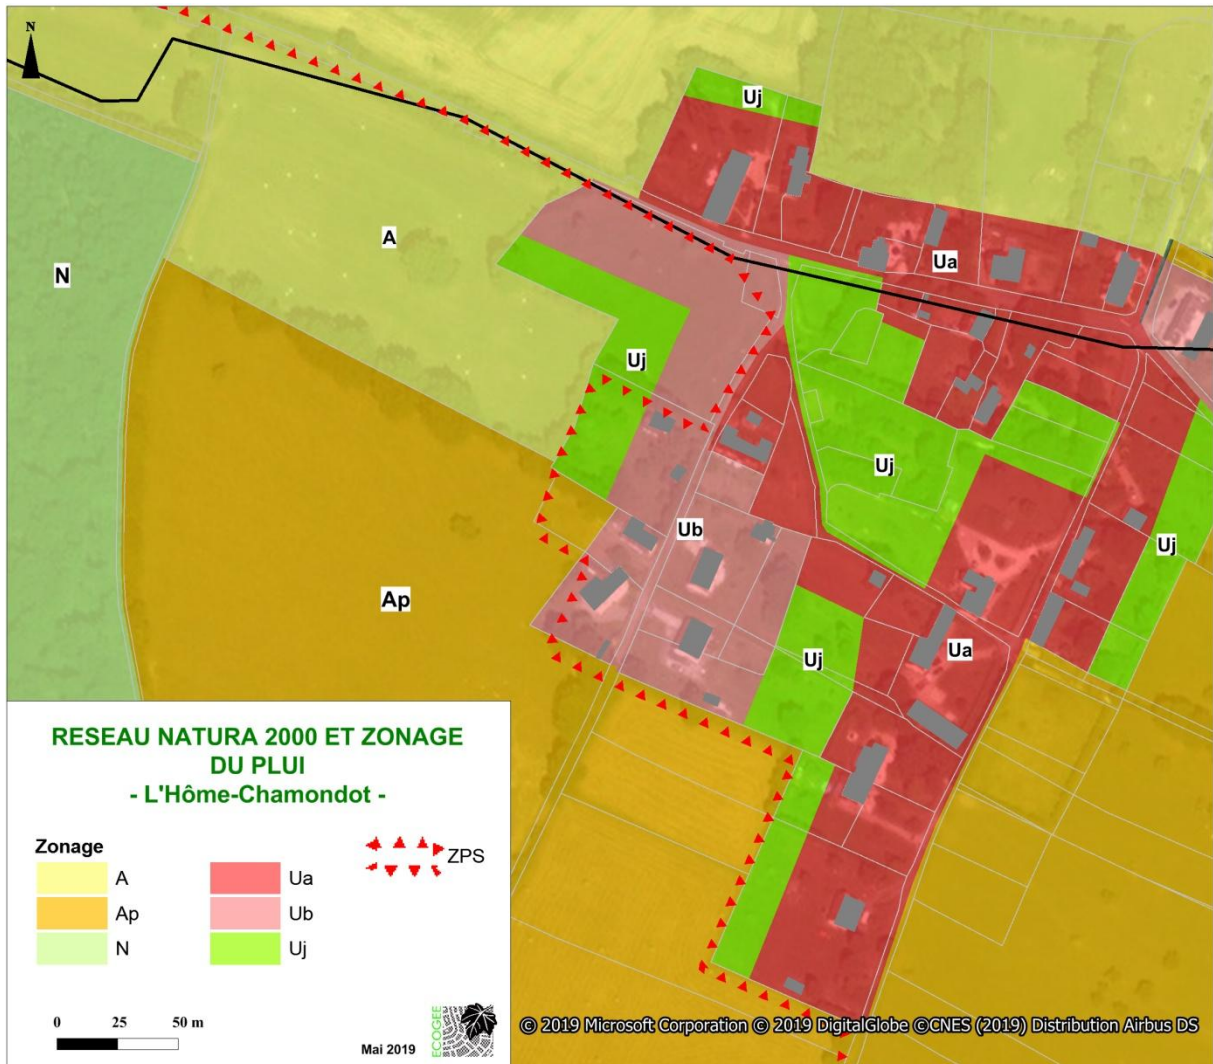 N
Uj
A
Ua
N
Uj
Uj
Ub
Uj
Ap
Ua
Uj
RESEAU NATURA 2000 ET ZONAGE
DU PLUI
- L'Hôme-Chamondot -
Zonage
A
Ap
N
Ua
Ub
Uj
ZPS
0 25 50 m
Mai 2019
ECOGEE
© 2019 Microsoft Corporation © 2019 DigitalGlobe ©CNES (2019) Distribution Airbus DS